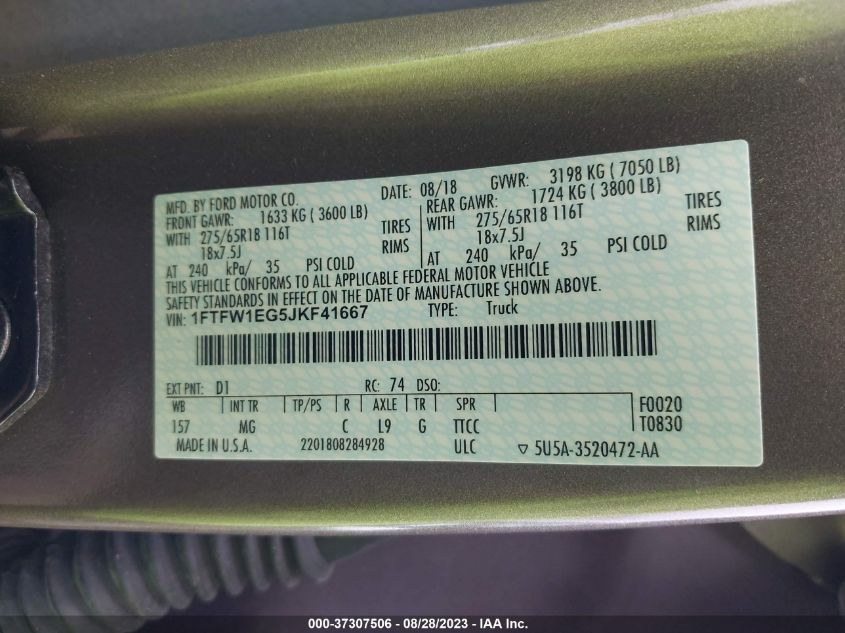 MFD. BY FORD MOTOR CO. DATE: 08/18 GVWR: 3198 KG ( 7050 LB)
FRONT GAWR: 1633 KG ( 3600 LB) REAR GAWR: 1724 KG ( 3800 LB)
WITH 275/65R18 116T TIRES WITH 275/65R18 116T TIRES
18x7.5J RIMS 18x7.5J RIMS
AT 240 kPa/ 35 PSI COLD AT 240 kPa/ 35 PSI COLD
THIS VEHICLE CONFORMS TO ALL APPLICABLE FEDERAL MOTOR VEHICLE
SAFETY STANDARDS IN EFFECT ON THE DATE OF MANUFACTURE SHOWN ABOVE.
VIN: 1FTFW1EG5JKF41667 TYPE: Truck
EXT PNT: D1 RC: 74 DSO:
WB INT TR TP/PS R AXLE TR SPR F0020
157 MG C L9 G TTCC T0830
MADE IN U.S.A. 2201808284928 ULC ▽ 5U5A-3520472-AA
000-37307506 - 08/28/2023 - IAA Inc.